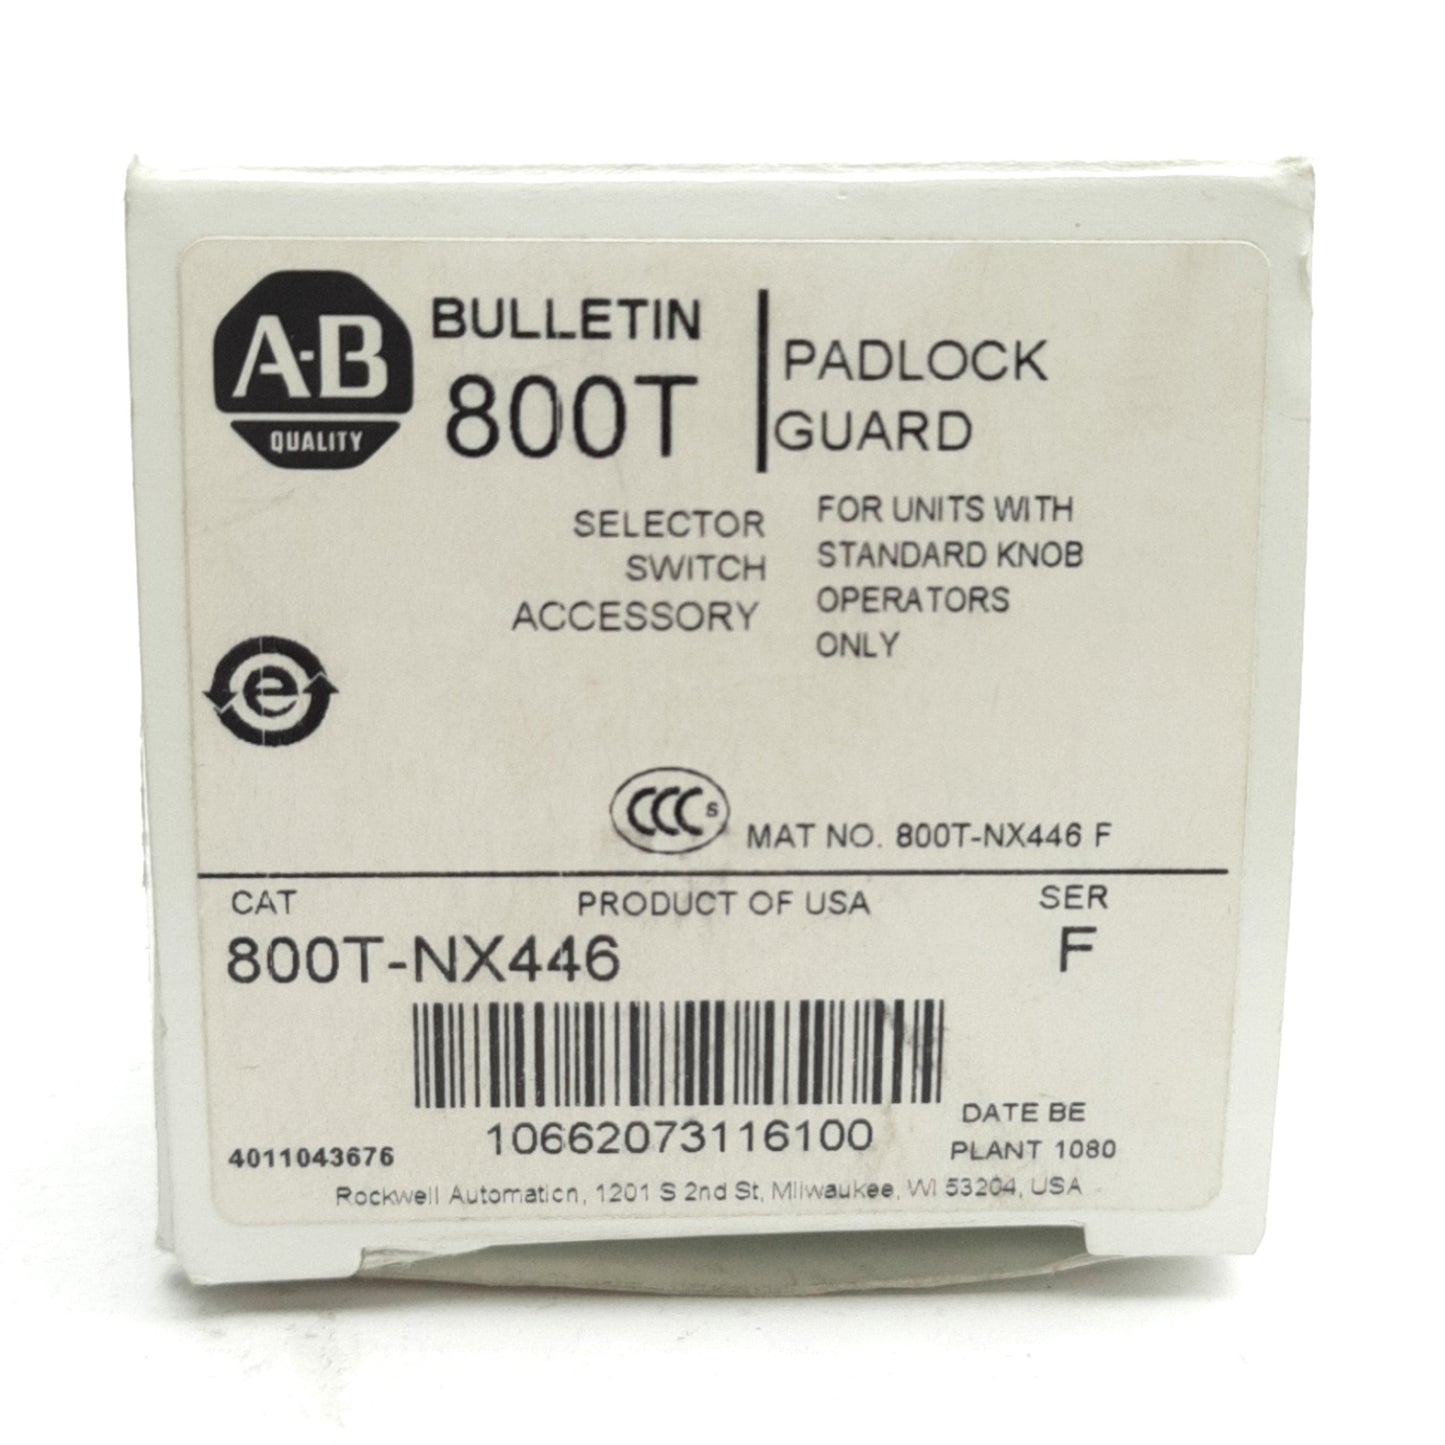 A-B
QUALITY
BULLETIN
800T
PADLOCK
GUARD
SELECTOR
SWITCH
ACCESSORY
FOR UNITS WITH
STANDARD KNOB
OPERATORS
ONLY
e
CCC S
MAT NO. 800T-NX446 F
CAT
PRODUCT OF USA
SER
800T-NX446
F
10662073116100
DATE BE
PLANT 1080
4011043676
Rockwell Automation, 1201 S 2nd St, Milwaukee, WI 53204, USA